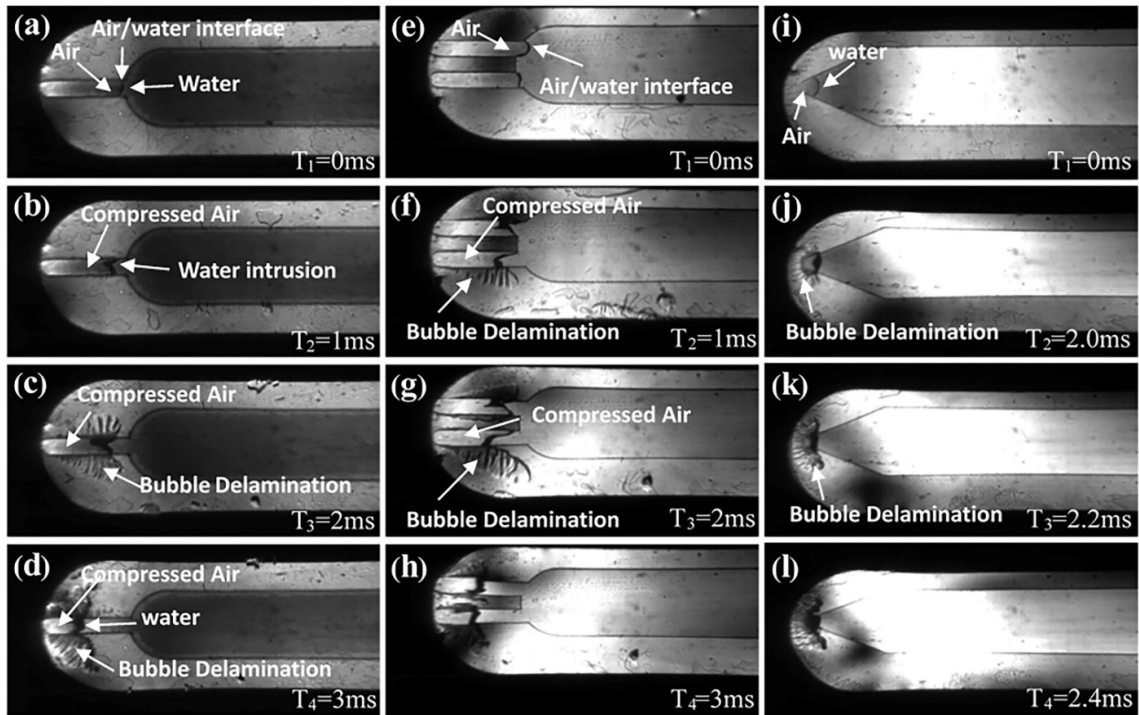 (a)
Air/water interface
Air
Water
T₁=0ms
(b)
Compressed Air
Water intrusion
T₂=1ms
(c)
Compressed Air
Bubble Delamination
T₃=2ms
(d)
Compressed Air
water
Bubble Delamination
T₄=3ms
(e)
Air
Air/water interface
T₁=0ms
(f)
Compressed Air
Bubble Delamination
T₂=1ms
(g)
Compressed Air
Bubble Delamination
T₃=2ms
(h)
T₄=3ms
(i)
water
Air
T₁=0ms
(j)
Bubble Delamination
T₂=2.0ms
(k)
Bubble Delamination
T₃=2.2ms
(l)
T₄=2.4ms